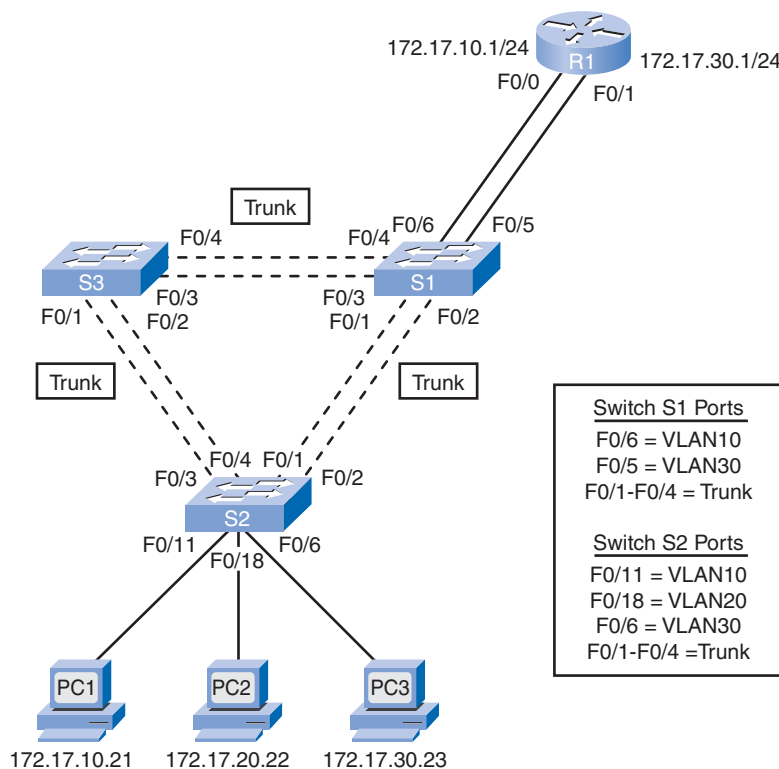 172.17.10.1/24
R1
172.17.30.1/24
F0/0
F0/1
Trunk
F0/6
F0/5
F0/4
F0/4
S3
S1
F0/3
F0/3
F0/1
F0/2
F0/1
F0/2
Trunk
Trunk
F0/4
F0/1
F0/3
F0/2
S2
F0/11
F0/18
F0/6
PC1
PC2
PC3
172.17.10.21
172.17.20.22
172.17.30.23
Switch S1 Ports
F0/6 = VLAN10
F0/5 = VLAN30
F0/1-F0/4 = Trunk
Switch S2 Ports
F0/11 = VLAN10
F0/18 = VLAN20
F0/6 = VLAN30
F0/1-F0/4 =Trunk